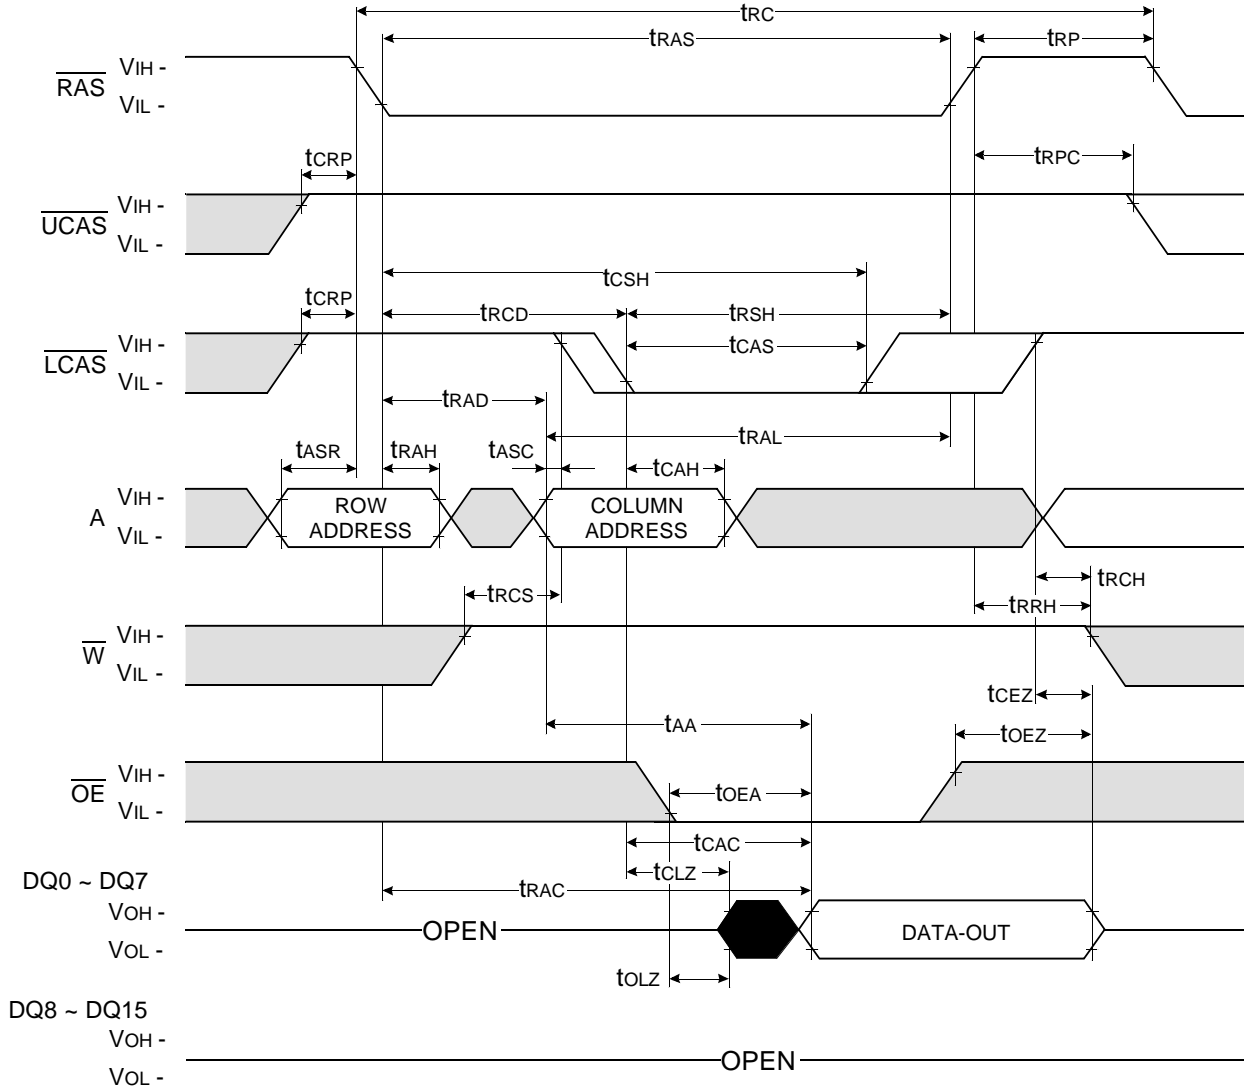 tRC
tRAS
tRP
RAS
VIH -
VIL -
tCRP
tRPC
UCAS
VIH -
VIL -
tCSH
tCRP
tRCD
tRSH
LCAS
VIH -
VIL -
tCAS
tRAD
tRAL
tASR
tRAH
tASC
tCAH
A
VIH -
VIL -
ROW
ADDRESS
COLUMN
ADDRESS
tRCS
tRCH
tRRH
W
VIH -
VIL -
tCEZ
tAA
tOEZ
OE
VIH -
VIL -
tOEA
tCAC
tCLZ
DQ0 ~ DQ7
tRAC
VOH -
VOL -
OPEN
DATA-OUT
tOLZ
DQ8 ~ DQ15
VOH -
VOL -
OPEN